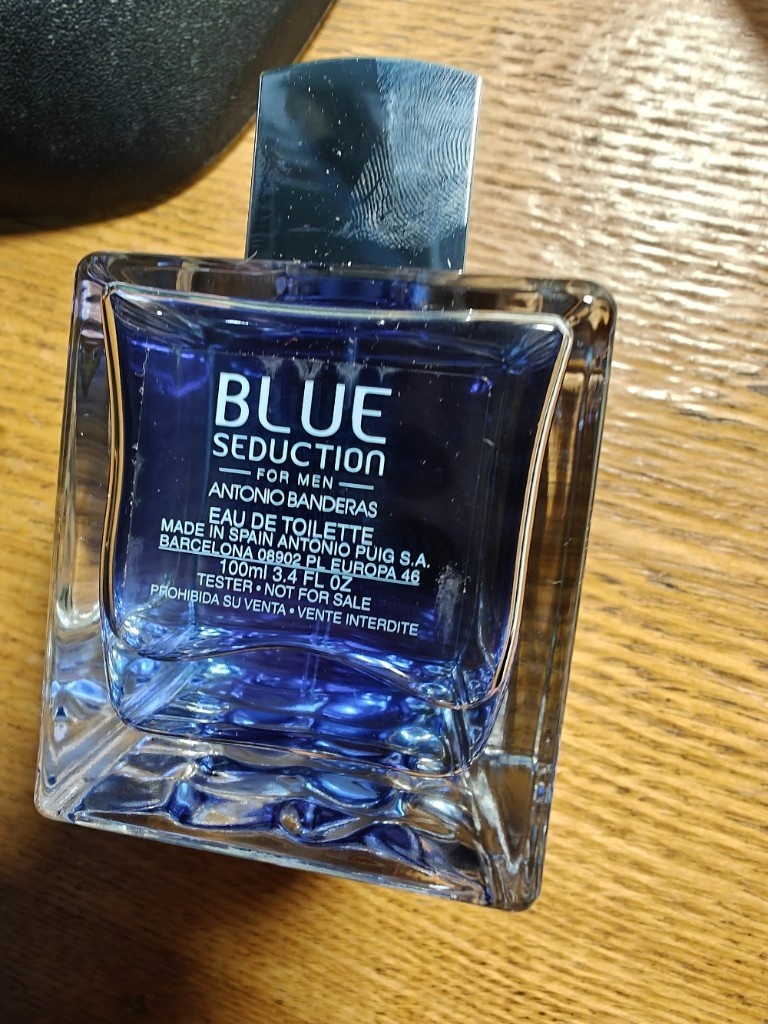 BLUE
SEDUCTION
FOR MEN
ANTONIO BANDERAS
EAU DE TOILETTE
MADE IN SPAIN ANTONIO PUIG S.A.
BARCELONA 08902 PL EUROPA 46
100ml 3.4 FL OZ
TESTER • NOT FOR SALE
PROHIBIDA SU VENTA • VENTE INTERDITE